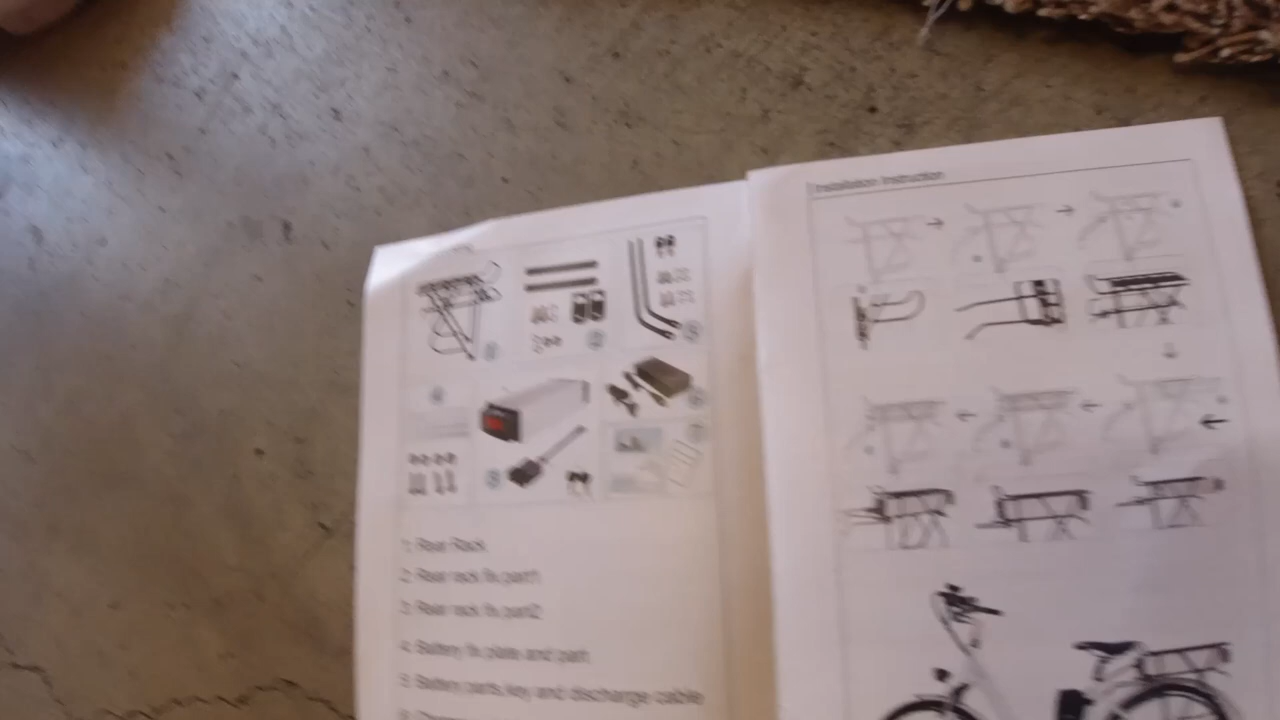 Installation Instruction
1: Rear Rack
2: Rear rack fix part1
3: Rear rack fix part2
4: Battery fix plate and part
5: Battery parts,key and discharge cable